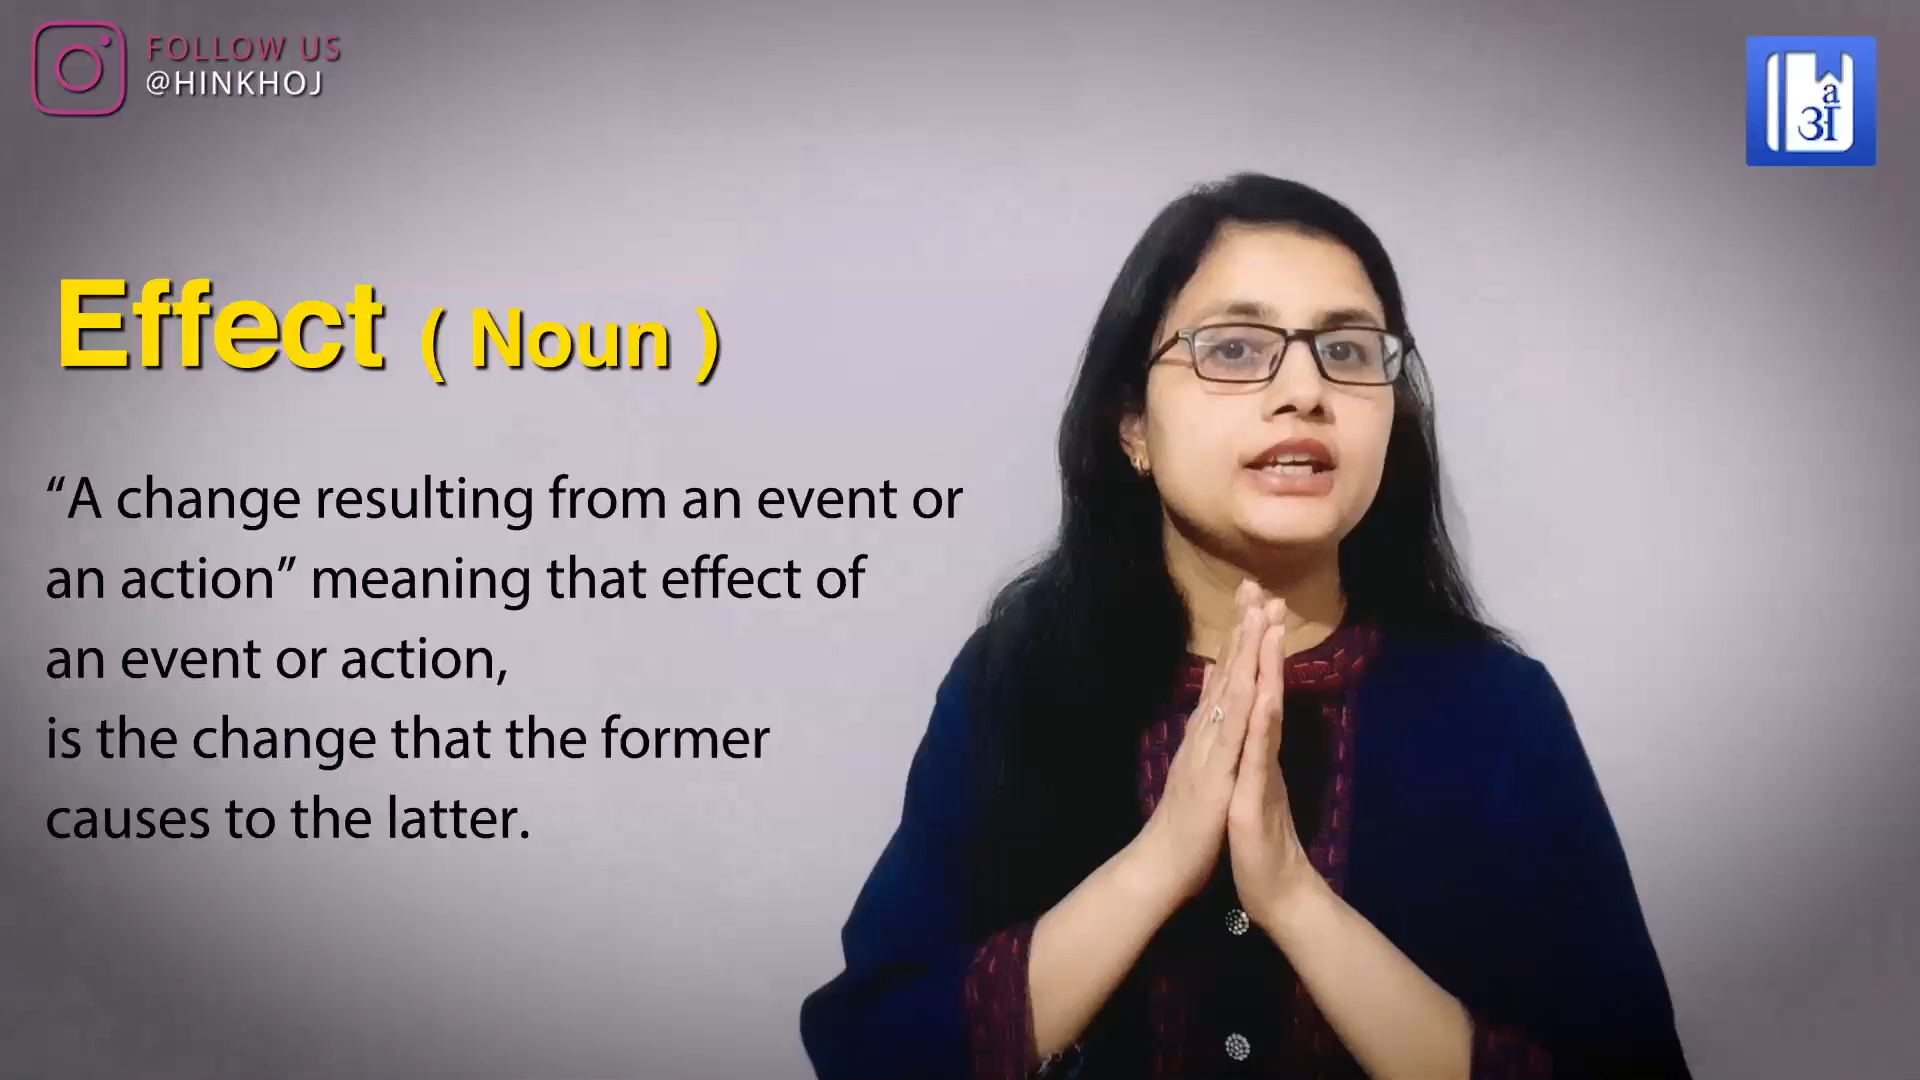 FOLLOW US
@HINKHOJ
a
अ
Effect ( Noun )
“A change resulting from an event or
an action” meaning that effect of
an event or action,
is the change that the former
causes to the latter.